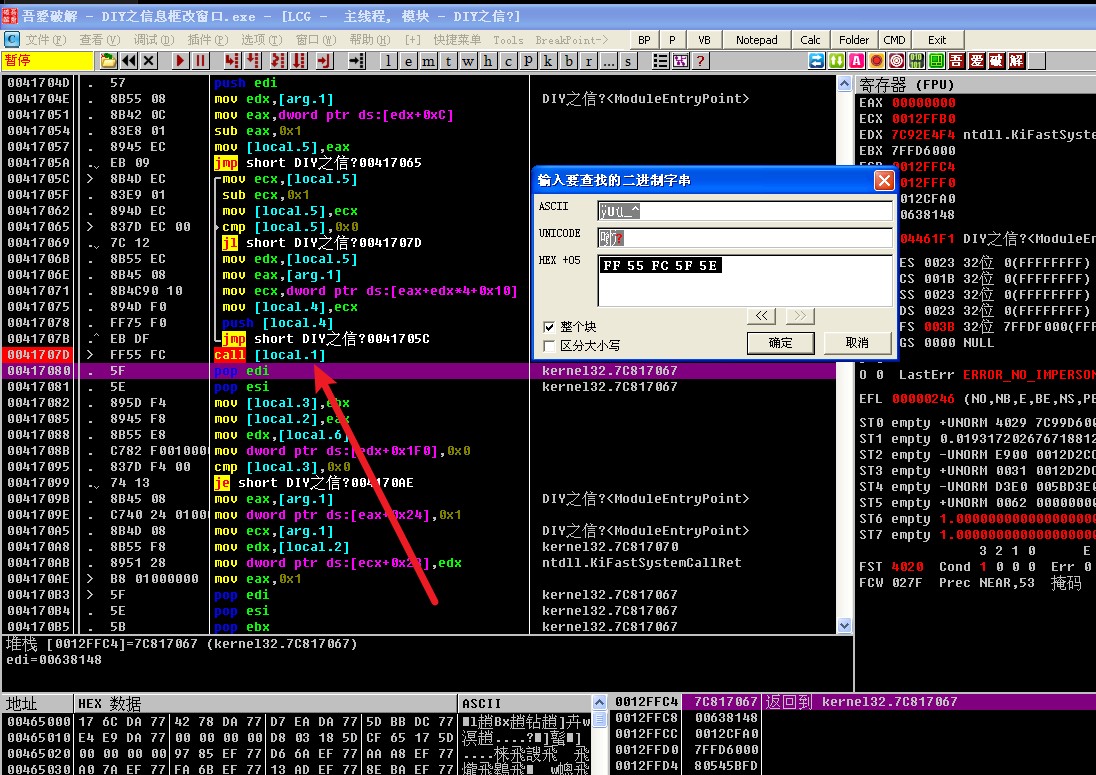 吾爱破解 - DIY之信息框改窗口.exe - [LCG - 主线程, 模块 - DIY之信?]
文件(F) 查看(V) 调试(D) 插件(P) 选项(T) 窗口(W) 帮助(H) [+] 快捷菜单 Tools BreakPoint-> BP P VB Notepad Calc Folder CMD Exit
暂停 l e m t w h c p k b r ... s ? 吾 爱 破 解
0041704D . 57 push edi
0041704E . 8B55 08 mov edx,[arg.1] DIY之信?<ModuleEntryPoint>
00417051 . 8B42 0C mov eax,dword ptr ds:[edx+0xC]
00417054 . 83E8 01 sub eax,0x1
00417057 . 8945 EC mov [local.5],eax
0041705A . EB 09 jmp short DIY之信?00417065
0041705C > 8B4D EC mov ecx,[local.5]
0041705F . 83E9 01 sub ecx,0x1
00417062 . 894D EC mov [local.5],ecx
00417065 > 837D EC 00 cmp [local.5],0x0
00417069 . 7C 12 jl short DIY之信?0041707D
0041706B . 8B55 EC mov edx,[local.5]
0041706E . 8B45 08 mov eax,[arg.1]
00417071 . 8B4C90 10 mov ecx,dword ptr ds:[eax+edx*4+0x10]
00417075 . 894D F0 mov [local.4],ecx
00417078 . FF75 F0 push [local.4]
0041707B .^ EB DF jmp short DIY之信?0041705C
0041707D > FF55 FC call [local.1]
00417080 . 5F pop edi kernel32.7C817067
00417081 . 5E pop esi kernel32.7C817067
00417082 . 895D F4 mov [local.3],ebx
00417085 . 8945 F8 mov [local.2],eax
00417088 . 8B55 E8 mov edx,[local.6]
0041708B . C782 F0010000 mov dword ptr ds:[edx+0x1F0],0x0
00417095 . 837D F4 00 cmp [local.3],0x0
00417099 . 74 13 je short DIY之信?004170AE
0041709B . 8B45 08 mov eax,[arg.1] DIY之信?<ModuleEntryPoint>
0041709E . C740 24 0100 mov dword ptr ds:[eax+0x24],0x1
004170A5 . 8B4D 08 mov ecx,[arg.1] DIY之信?<ModuleEntryPoint>
004170A8 . 8B55 F8 mov edx,[local.2] kernel32.7C817070
004170AB . 8951 28 mov dword ptr ds:[ecx+0x28],edx ntdll.KiFastSystemCallRet
004170AE > B8 01000000 mov eax,0x1
004170B3 > 5F pop edi kernel32.7C817067
004170B4 . 5E pop esi kernel32.7C817067
004170B5 . 5B pop ebx kernel32.7C817067
堆栈 [0012FFC4]=7C817067 (kernel32.7C817067)
edi=00638148
输入要查找的二进制字串
ASCII
UNICODE
HEX +05 FF 55 FC 5F 5E
<< >>
整个块
区分大小写
确定 取消
寄存器 (FPU)
EAX 00000000
ECX 0012FFB0
EDX 7C92E4F4 ntdll.KiFastSyste
EBX 7FFD6000
ESP 0012FFC4
0012FFF0
0012CFA0
00638148
004461F1 DIY之信?<ModuleEn
ES 0023 32位 0(FFFFFFFF)
CS 001B 32位 0(FFFFFFFF)
SS 0023 32位 0(FFFFFFFF)
DS 0023 32位 0(FFFFFFFF)
FS 003B 32位 7FFDF000(FFF
GS 0000 NULL
O 0 LastErr ERROR_NO_IMPERSON
EFL 00000246 (NO,NB,E,BE,NS,PE
ST0 empty +UNORM 4029 7C99D600
ST1 empty 0.019317202676718812
ST2 empty -UNORM E900 0012D2CC
ST3 empty +UNORM 0031 0012D2D0
ST4 empty -UNORM D3E0 005BD3E0
ST5 empty +UNORM 0062 00000000
ST6 empty 1.000000000000000000
ST7 empty 1.000000000000000000
3 2 1 0 E
FST 4020 Cond 1 0 0 0 Err 0
FCW 027F Prec NEAR,53 掩码
地址 HEX 数据 ASCII
00465000 17 6C DA 77 42 78 DA 77 D7 EA DA 77 5D BB DC 77
00465010 E4 E9 DA 77 00 00 00 00 D8 03 18 5D CF 65 17 5D
00465020 00 00 00 00 97 85 EF 77 D6 6A EF 77 AA A8 EF 77
00465030 A0 7A EF 77 FA 6B EF 77 13 AD EF 77 8E BA EF 77
0012FFC4 7C817067 返回到 kernel32.7C817067
0012FFC8 00638148
0012FFCC 0012CFA0
0012FFD0 7FFD6000
0012FFD4 80545BFD